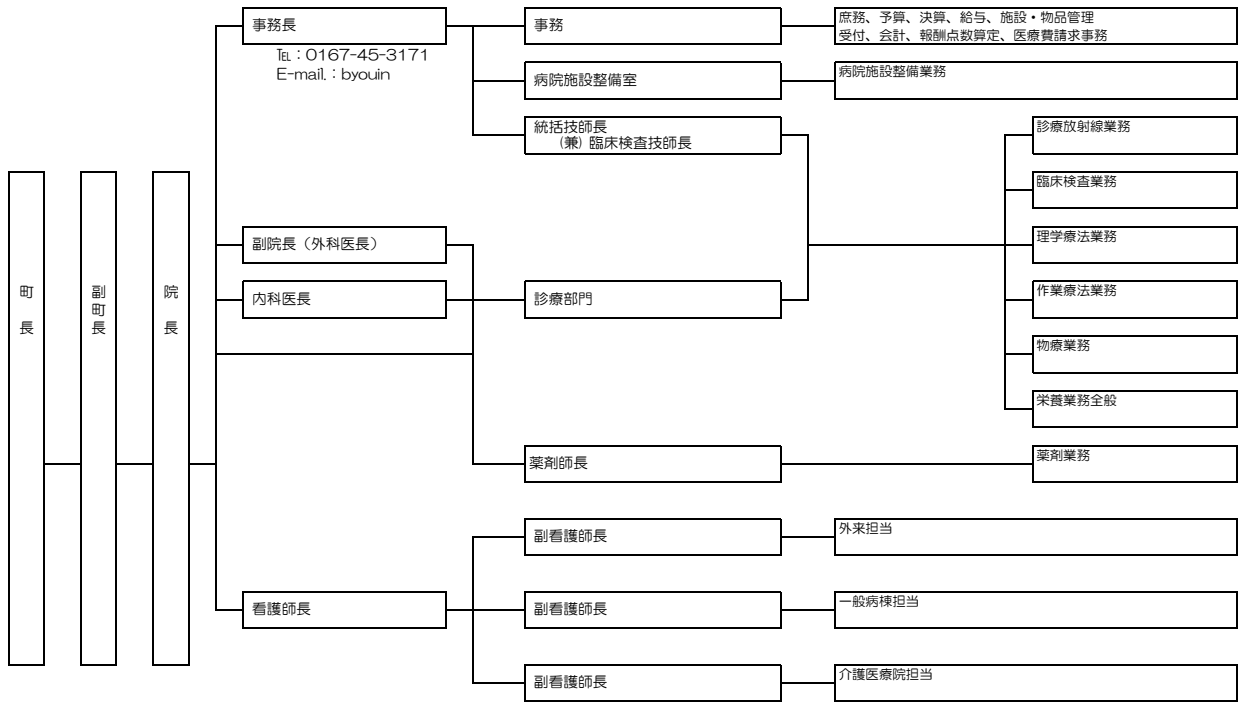 町長
副町長
院長
事務長
℡：0167-45-3171
E-mail.：byouin
事務
庶務、予算、決算、給与、施設・物品管理
受付、会計、報酬点数算定、医療費請求事務
病院施設整備室
病院施設整備業務
統括技師長
(兼) 臨床検査技師長
診療放射線業務
臨床検査業務
副院長（外科医長）
理学療法業務
内科医長
診療部門
作業療法業務
物療業務
栄養業務全般
薬剤師長
薬剤業務
副看護師長
外来担当
看護師長
副看護師長
一般病棟担当
副看護師長
介護医療院担当